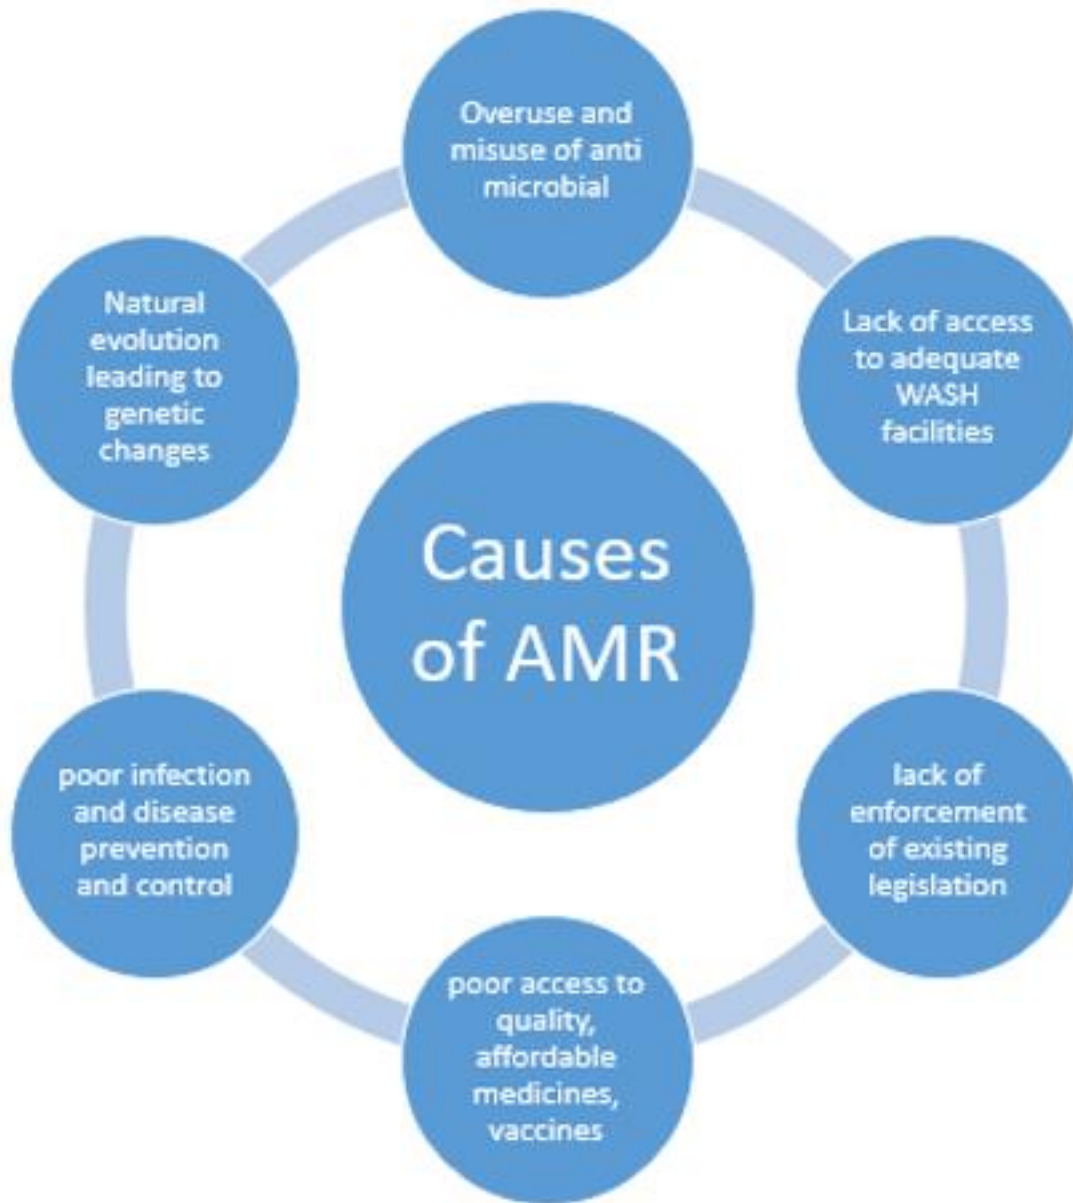 Overuse and
misuse of anti
microbial
Lack of access
to adequate
WASH
facilities
lack of
enforcement
of existing
legislation
poor access to
quality,
affordable
medicines,
vaccines
poor infection
and disease
prevention
and control
Natural
evolution
leading to
genetic
changes
Causes
of AMR